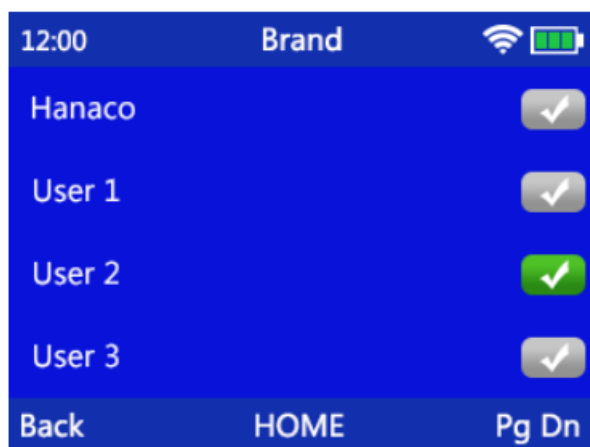 12:00 Brand
Hanaco
User 1
User 2
User 3
Back HOME Pg Dn